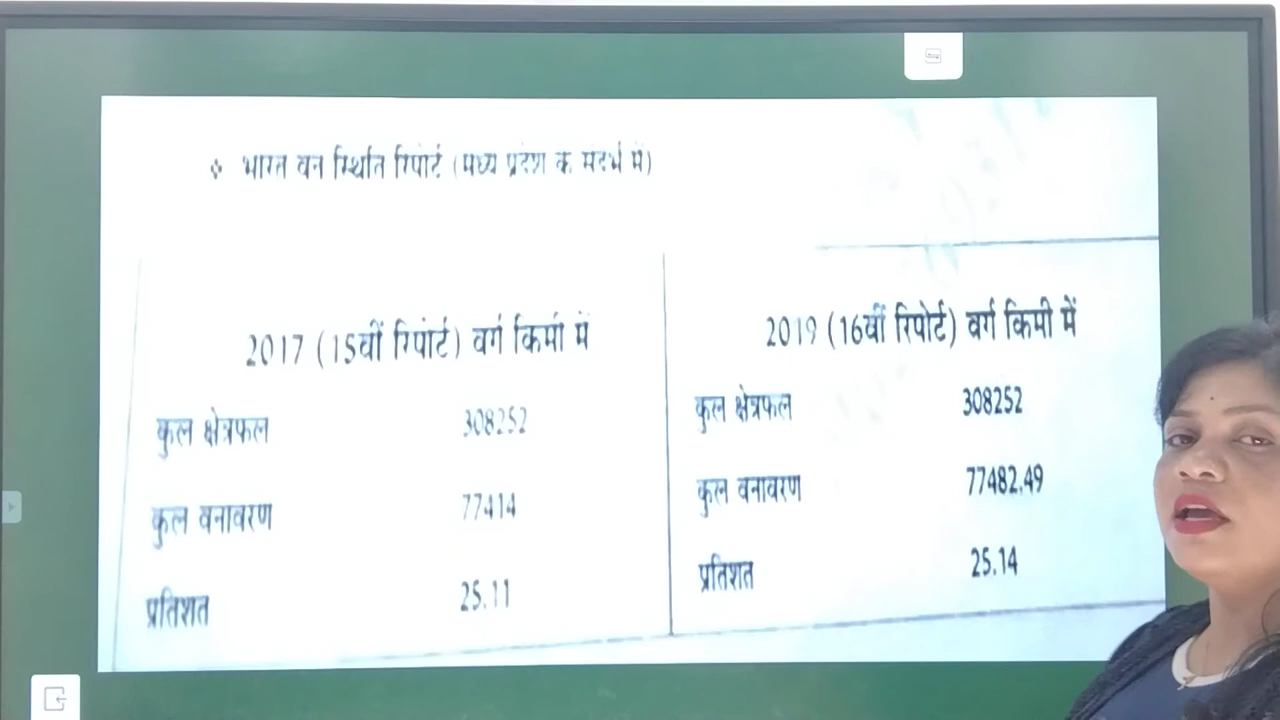 ❖ भारत वन स्थिति रिपोर्ट (मध्य प्रदेश के संदर्भ में)
2017 (15वीं रिपोर्ट) वर्ग किमी में
कुल क्षेत्रफल 308252
कुल वनावरण 77414
प्रतिशत 25.11
2019 (16वीं रिपोर्ट) वर्ग किमी में
कुल क्षेत्रफल 308252
कुल वनावरण 77482.49
प्रतिशत 25.14